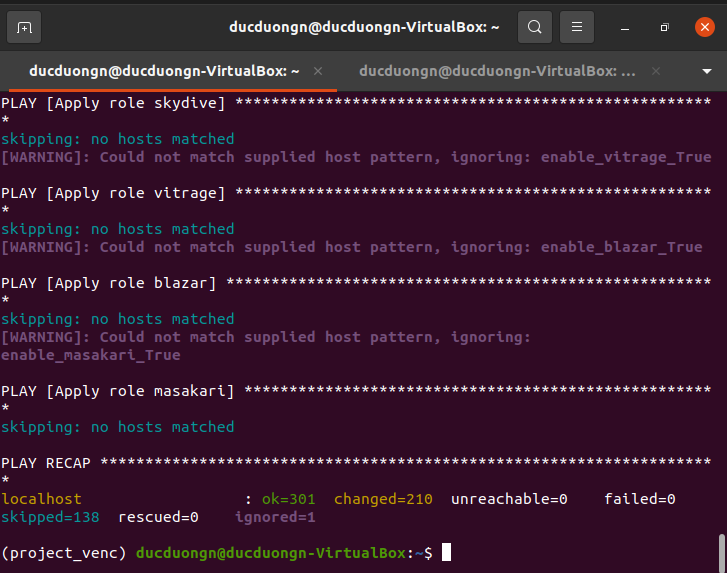 ducduongn@ducduongn-VirtualBox: ~
ducduongn@ducduongn-VirtualBox: ~ × ducduongn@ducduongn-VirtualBox: ... ×
PLAY [Apply role skydive] *****************************************************
*
skipping: no hosts matched
[WARNING]: Could not match supplied host pattern, ignoring: enable_vitrage_True
PLAY [Apply role vitrage] *****************************************************
*
skipping: no hosts matched
[WARNING]: Could not match supplied host pattern, ignoring: enable_blazar_True
PLAY [Apply role blazar] ******************************************************
*
skipping: no hosts matched
[WARNING]: Could not match supplied host pattern, ignoring:
enable_masakari_True
PLAY [Apply role masakari] ****************************************************
*
skipping: no hosts matched
PLAY RECAP ********************************************************************
*
localhost                  : ok=301  changed=210  unreachable=0    failed=0
skipped=138  rescued=0    ignored=1
(project_venc) ducduongn@ducduongn-VirtualBox:~$